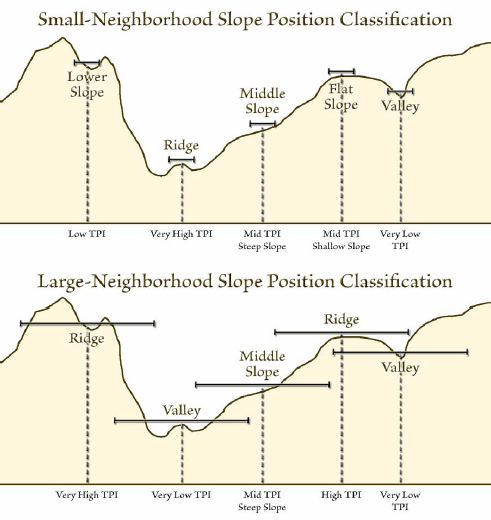 Small-Neighborhood Slope Position Classification
Lower
Slope
Ridge
Middle
Slope
Flat
Slope
Valley
Low TPI
Very High TPI
Mid TPI
Steep Slope
Mid TPI
Shallow Slope
Very Low
TPI
Large-Neighborhood Slope Position Classification
Ridge
Valley
Middle
Slope
Ridge
Valley
Very High TPI
Very Low TPI
Mid TPI
Steep Slope
High TPI
Very Low
TPI